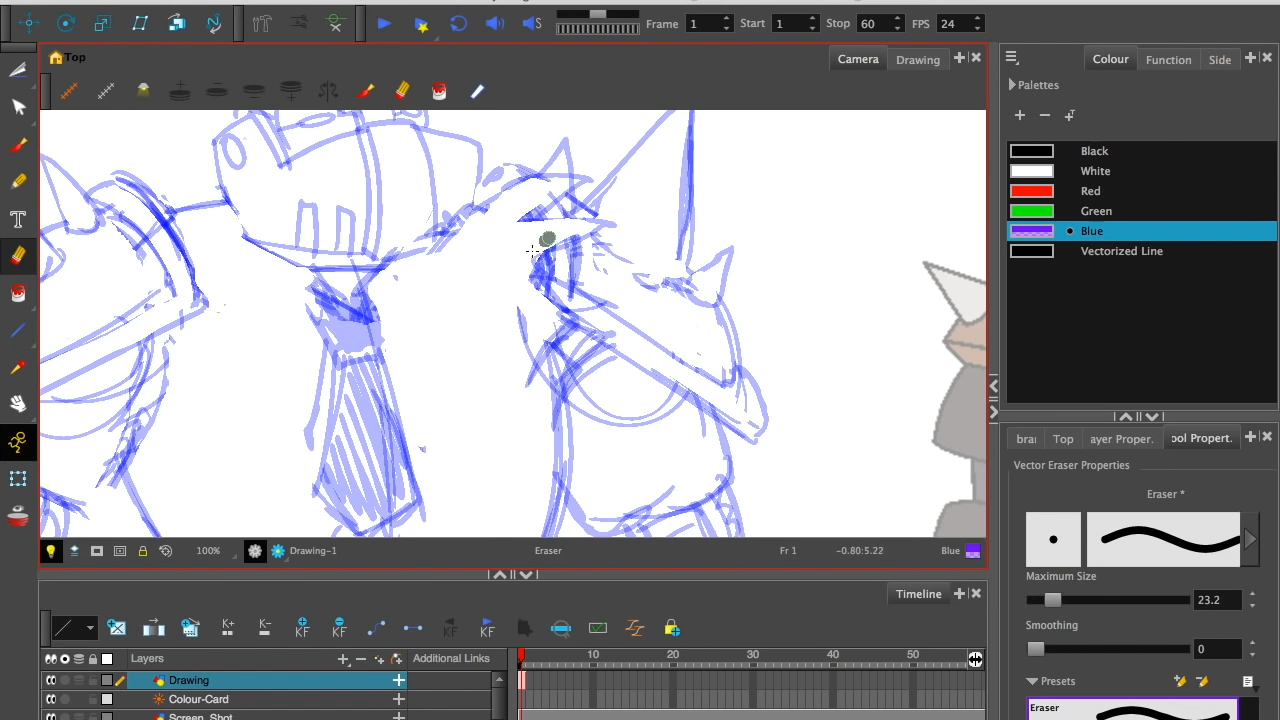 Frame 1 Start 1 Stop 60 FPS 24
Top
Camera Drawing
Colour Function Side
Palettes
Black
White
Red
Green
Blue
Vectorized Line
brai Top ayer Proper. ool Propert.
Vector Eraser Properties
Eraser *
Maximum Size
23.2
Smoothing
0
Presets
Eraser
100% Drawing-1 Eraser Fr 1 -0.80:5.22 Blue
Timeline
Layers Additional Links 10 20 30 40 50
Drawing
Colour-Card
Screen_Shot